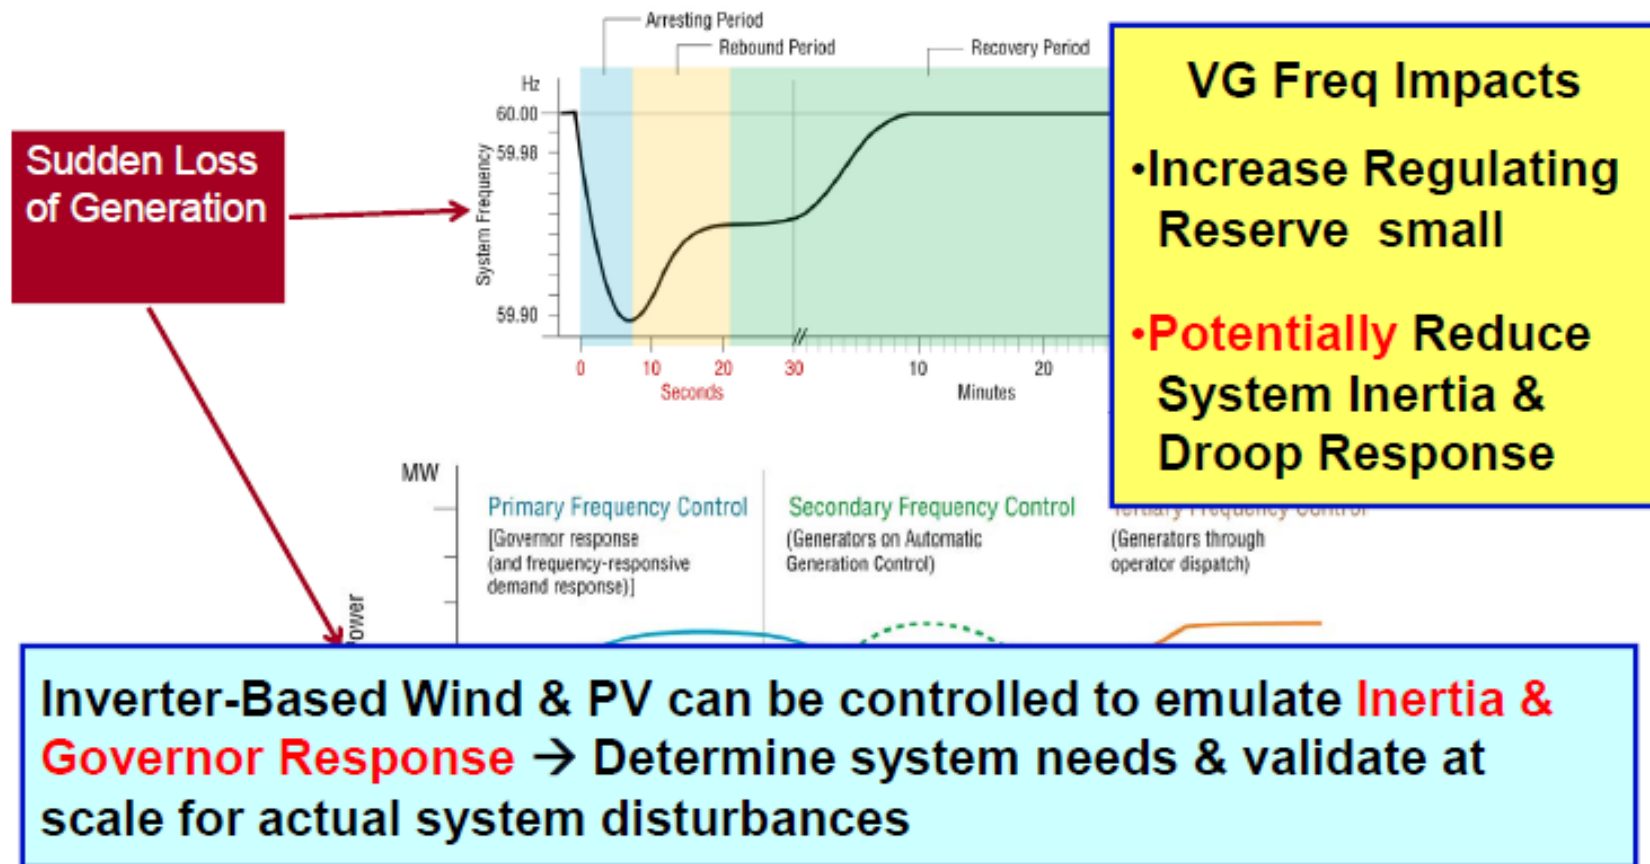 Arresting Period
Rebound Period
Recovery Period
Hz
60.00
59.98
59.90
System Frequency
0
10
20
30
10
20
Seconds
Minutes
Sudden Loss
of Generation
VG Freq Impacts
•Increase Regulating
Reserve small
•Potentially Reduce
System Inertia &
Droop Response
MW
Primary Frequency Control
[Governor response
(and frequency-responsive
demand response)]
Secondary Frequency Control
(Generators on Automatic
Generation Control)
Tertiary Frequency Control
(Generators through
operator dispatch)
Inverter-Based Wind & PV can be controlled to emulate Inertia &
Governor Response → Determine system needs & validate at
scale for actual system disturbances